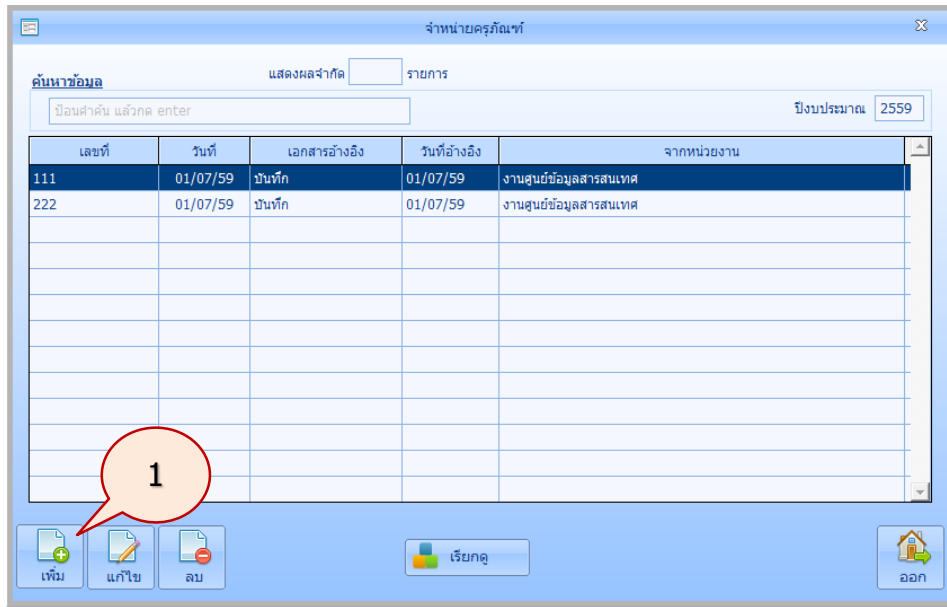 จำหน่ายครุภัณฑ์
แสดงผลจำกัด รายการ
ค้นหาข้อมูล
ป้อนคำค้น แล้วกด enter
ปีงบประมาณ 2559
เลขที่ วันที่ เอกสารอ้างอิง วันที่อ้างอิง จากหน่วยงาน
111 01/07/59 บันทึก 01/07/59 งานศูนย์ข้อมูลสารสนเทศ
222 01/07/59 บันทึก 01/07/59 งานศูนย์ข้อมูลสารสนเทศ
1
เพิ่ม แก้ไข ลบ เรียกดู ออก